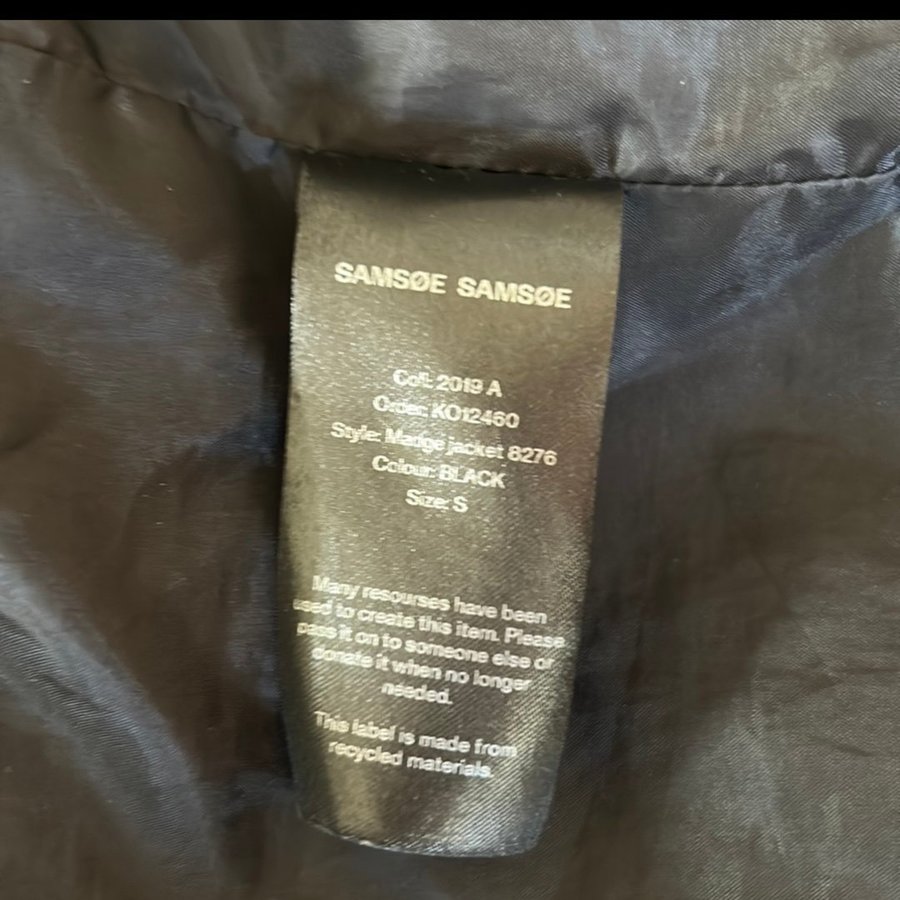 SAMSØE SAMSØE
Coll: 2019 A
Order: KO12460
Style: Madge jacket 8276
Colour: BLACK
Size: S
Many resourses have been
used to create this item. Please
pass it on to someone else or
donate it when no longer
needed.
This label is made from
recycled materials.